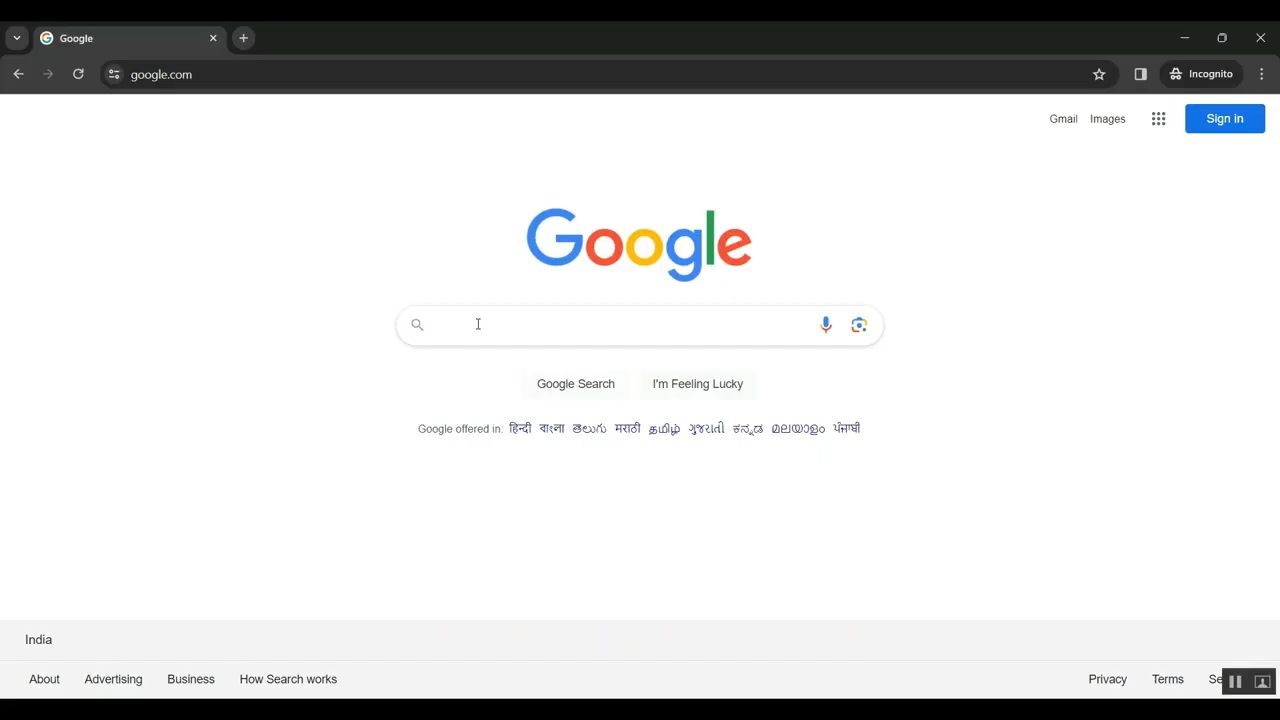 Google
google.com
Incognito
Gmail Images Sign in
Google
Google Search I'm Feeling Lucky
Google offered in: हिन्दी বাংলা తెలుగు मराठी தமிழ் ગુજરાતી ಕನ್ನಡ മലയാളം ਪੰਜਾਬੀ
India
About Advertising Business How Search works Privacy Terms Se